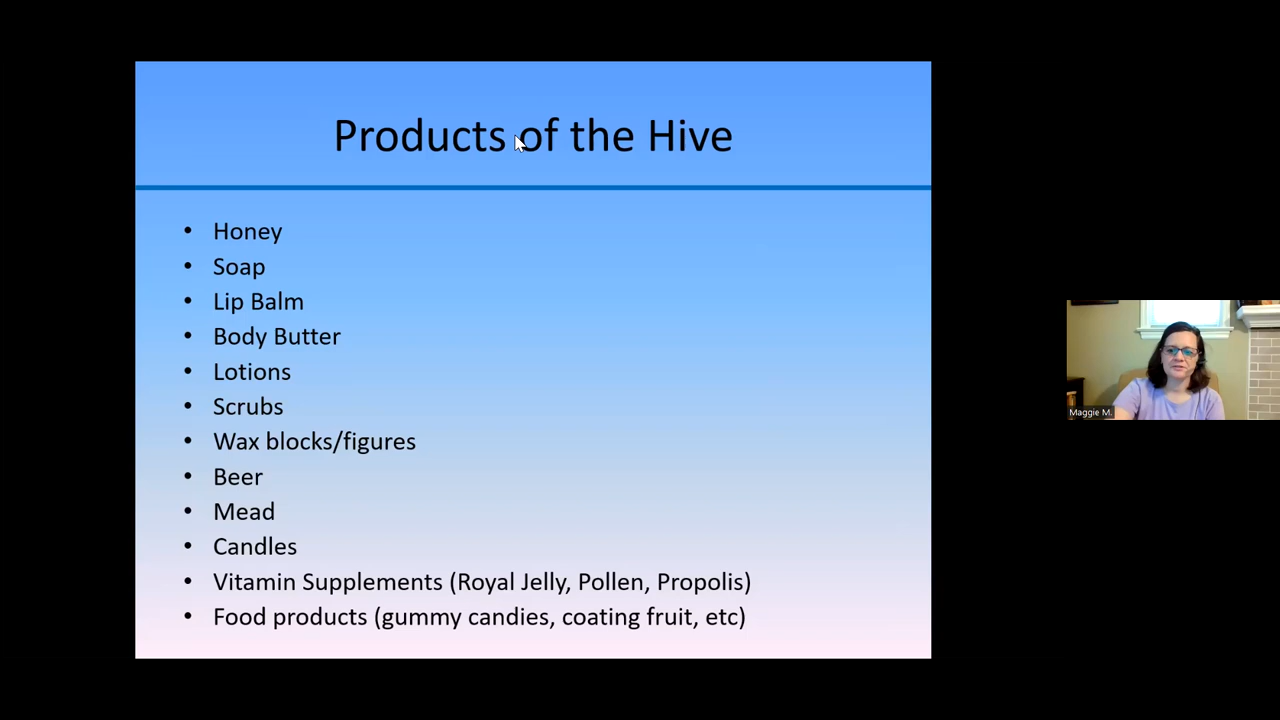 Products of the Hive
• Honey
• Soap
• Lip Balm
• Body Butter
• Lotions
• Scrubs
• Wax blocks/figures
• Beer
• Mead
• Candles
• Vitamin Supplements (Royal Jelly, Pollen, Propolis)
• Food products (gummy candies, coating fruit, etc)
Maggie M.